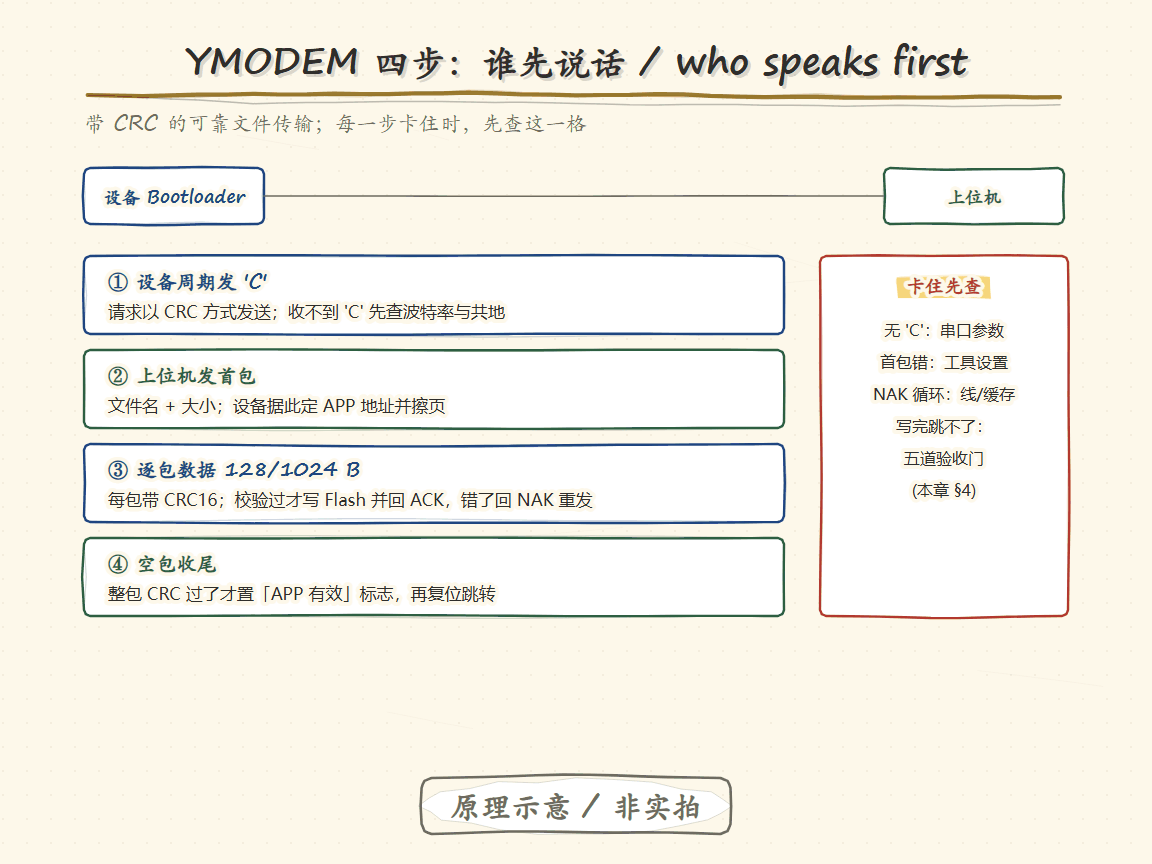 YMODEM 四步：谁先说话 / who speaks first
带 CRC 的可靠文件传输；每一步卡住时，先查这一格
设备 Bootloader
上位机
① 设备周期发 'C'
请求以 CRC 方式发送；收不到 'C' 先查波特率与共地
② 上位机发首包
文件名 + 大小；设备据此定 APP 地址并擦页
③ 逐包数据 128/1024 B
每包带 CRC16；校验过才写 Flash 并回 ACK，错了回 NAK 重发
④ 空包收尾
整包 CRC 过了才置「APP 有效」标志，再复位跳转
卡住先查
无 'C'：串口参数
首包错：工具设置
NAK 循环：线/缓存
写完跳不了：
五道验收门
(本章 §4)
原理示意 / 非实拍